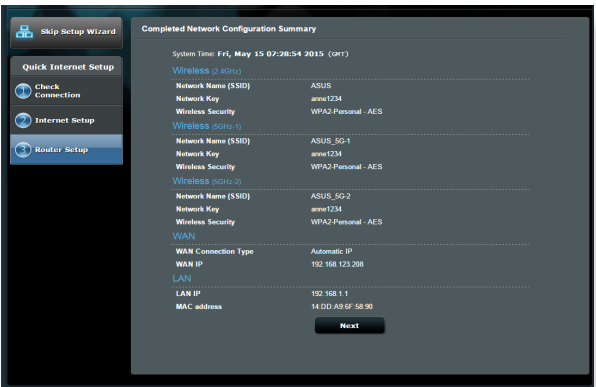 Skip Setup Wizard
Quick Internet Setup
1 Check Connection
2 Internet Setup
3 Router Setup
Completed Network Configuration Summary
System Time: Fri, May 15 07:28:54 2015 (GMT)
Wireless (2.4GHz)
Network Name (SSID) ASUS
Network Key anne1234
Wireless Security WPA2-Personal - AES
Wireless (5GHz-1)
Network Name (SSID) ASUS_5G-1
Network Key anne1234
Wireless Security WPA2-Personal - AES
Wireless (5GHz-2)
Network Name (SSID) ASUS_5G-2
Network Key anne1234
Wireless Security WPA2-Personal - AES
WAN
WAN Connection Type Automatic IP
WAN IP 192.168.123.208
LAN
LAN IP 192.168.1.1
MAC address 14:DD:A9:6F:58:90
Next